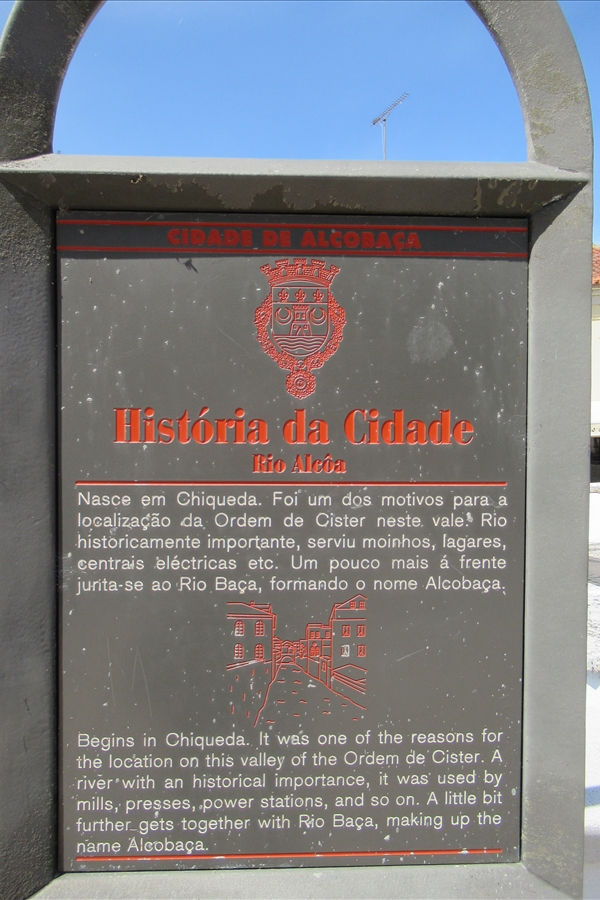 CIDADE DE ALCOBAÇA
História da Cidade
Rio Alcôa
Nasce em Chiqueda. Foi um dos motivos para a
localização da Ordem de Cister neste vale. Rio
historicamente importante, serviu moinhos, lagares,
centrais eléctricas etc. Um pouco mais á frente
junta-se ao Rio Baça, formando o nome Alcobaça.
Begins in Chiqueda. It was one of the reasons for
the location on this valley of the Ordem de Cister. A
river with an historical importance, it was used by
mills, presses, power stations, and so on. A little bit
further gets together with Rio Baça, making up the
name Alcobaça.